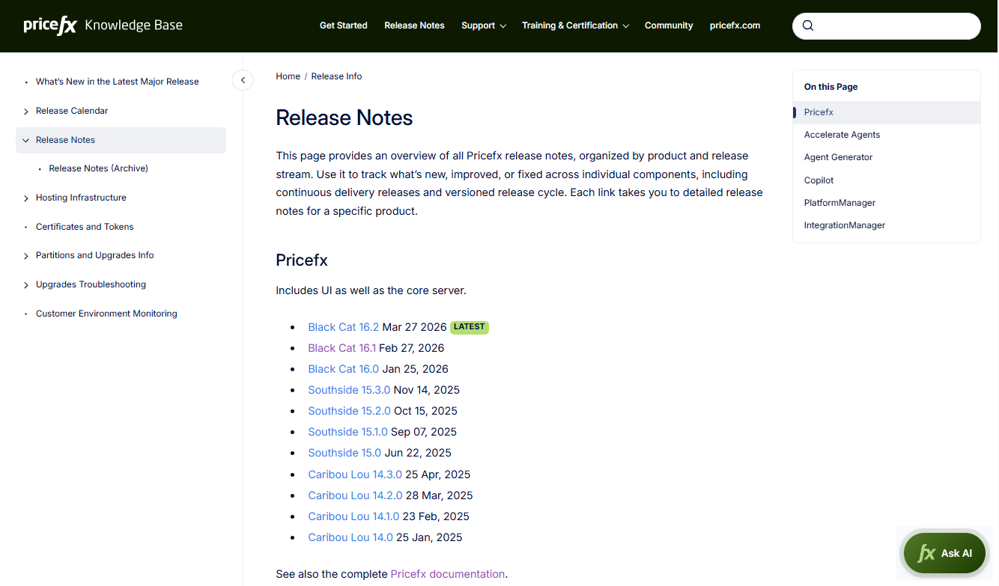 pricefx Knowledge Base
Get Started
Release Notes
Support
Training & Certification
Community
pricefx.com
What's New in the Latest Major Release
Release Calendar
Release Notes
Release Notes (Archive)
Hosting Infrastructure
Certificates and Tokens
Partitions and Upgrades Info
Upgrades Troubleshooting
Customer Environment Monitoring
Home / Release Info
Release Notes
This page provides an overview of all Pricefx release notes, organized by product and release
stream. Use it to track what's new, improved, or fixed across individual components, including
continuous delivery releases and versioned release cycle. Each link takes you to detailed release
notes for a specific product.
Pricefx
Includes UI as well as the core server.
Black Cat 16.2 Mar 27 2026 LATEST
Black Cat 16.1 Feb 27, 2026
Black Cat 16.0 Jan 25, 2026
Southside 15.3.0 Nov 14, 2025
Southside 15.2.0 Oct 15, 2025
Southside 15.1.0 Sep 07, 2025
Southside 15.0 Jun 22, 2025
Caribou Lou 14.3.0 25 Apr, 2025
Caribou Lou 14.2.0 28 Mar, 2025
Caribou Lou 14.1.0 23 Feb, 2025
Caribou Lou 14.0 25 Jan, 2025
See also the complete Pricefx documentation.
On this Page
Pricefx
Accelerate Agents
Agent Generator
Copilot
PlatformManager
IntegrationManager
fx Ask AI